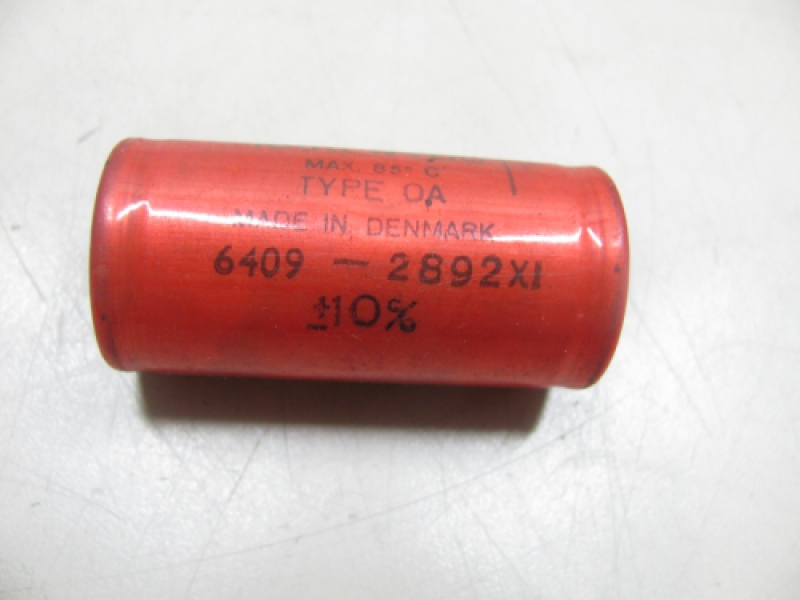 MAX. 85° C
TYPE OA
MADE IN DENMARK
6409 - 2892XI
±10%